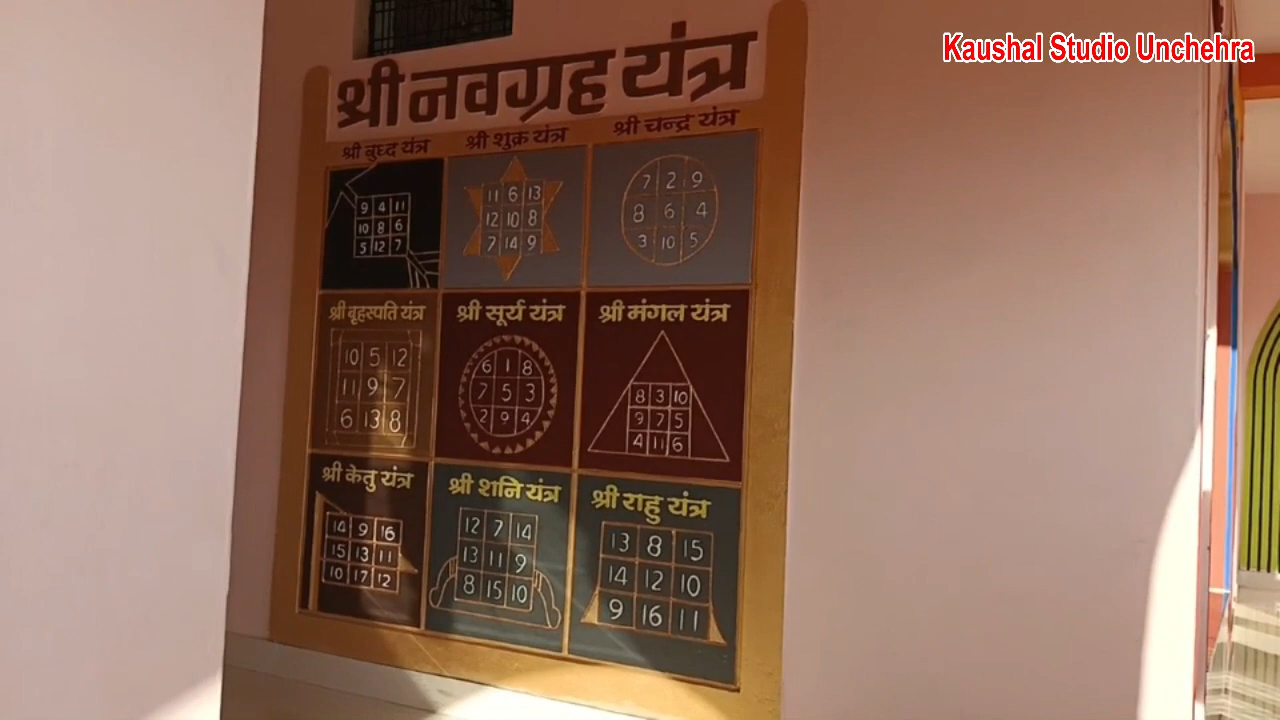 Kaushal Studio Unchehra
श्री नवग्रह यंत्र
श्री बुध्द यंत्र
9 4 11
10 8 6
5 12 7
श्री शुक्र यंत्र
11 6 13
12 10 8
7 14 9
श्री चन्द्र यंत्र
7 2 9
8 6 4
3 10 5
श्री बृहस्पति यंत्र
10 5 12
11 9 7
6 13 8
श्री सूर्य यंत्र
6 1 8
7 5 3
2 9 4
श्री मंगल यंत्र
8 3 10
9 7 5
4 11 6
श्री केतु यंत्र
14 9 16
15 13 11
10 17 12
श्री शनि यंत्र
12 7 14
13 11 9
8 15 10
श्री राहु यंत्र
13 8 15
14 12 10
9 16 11